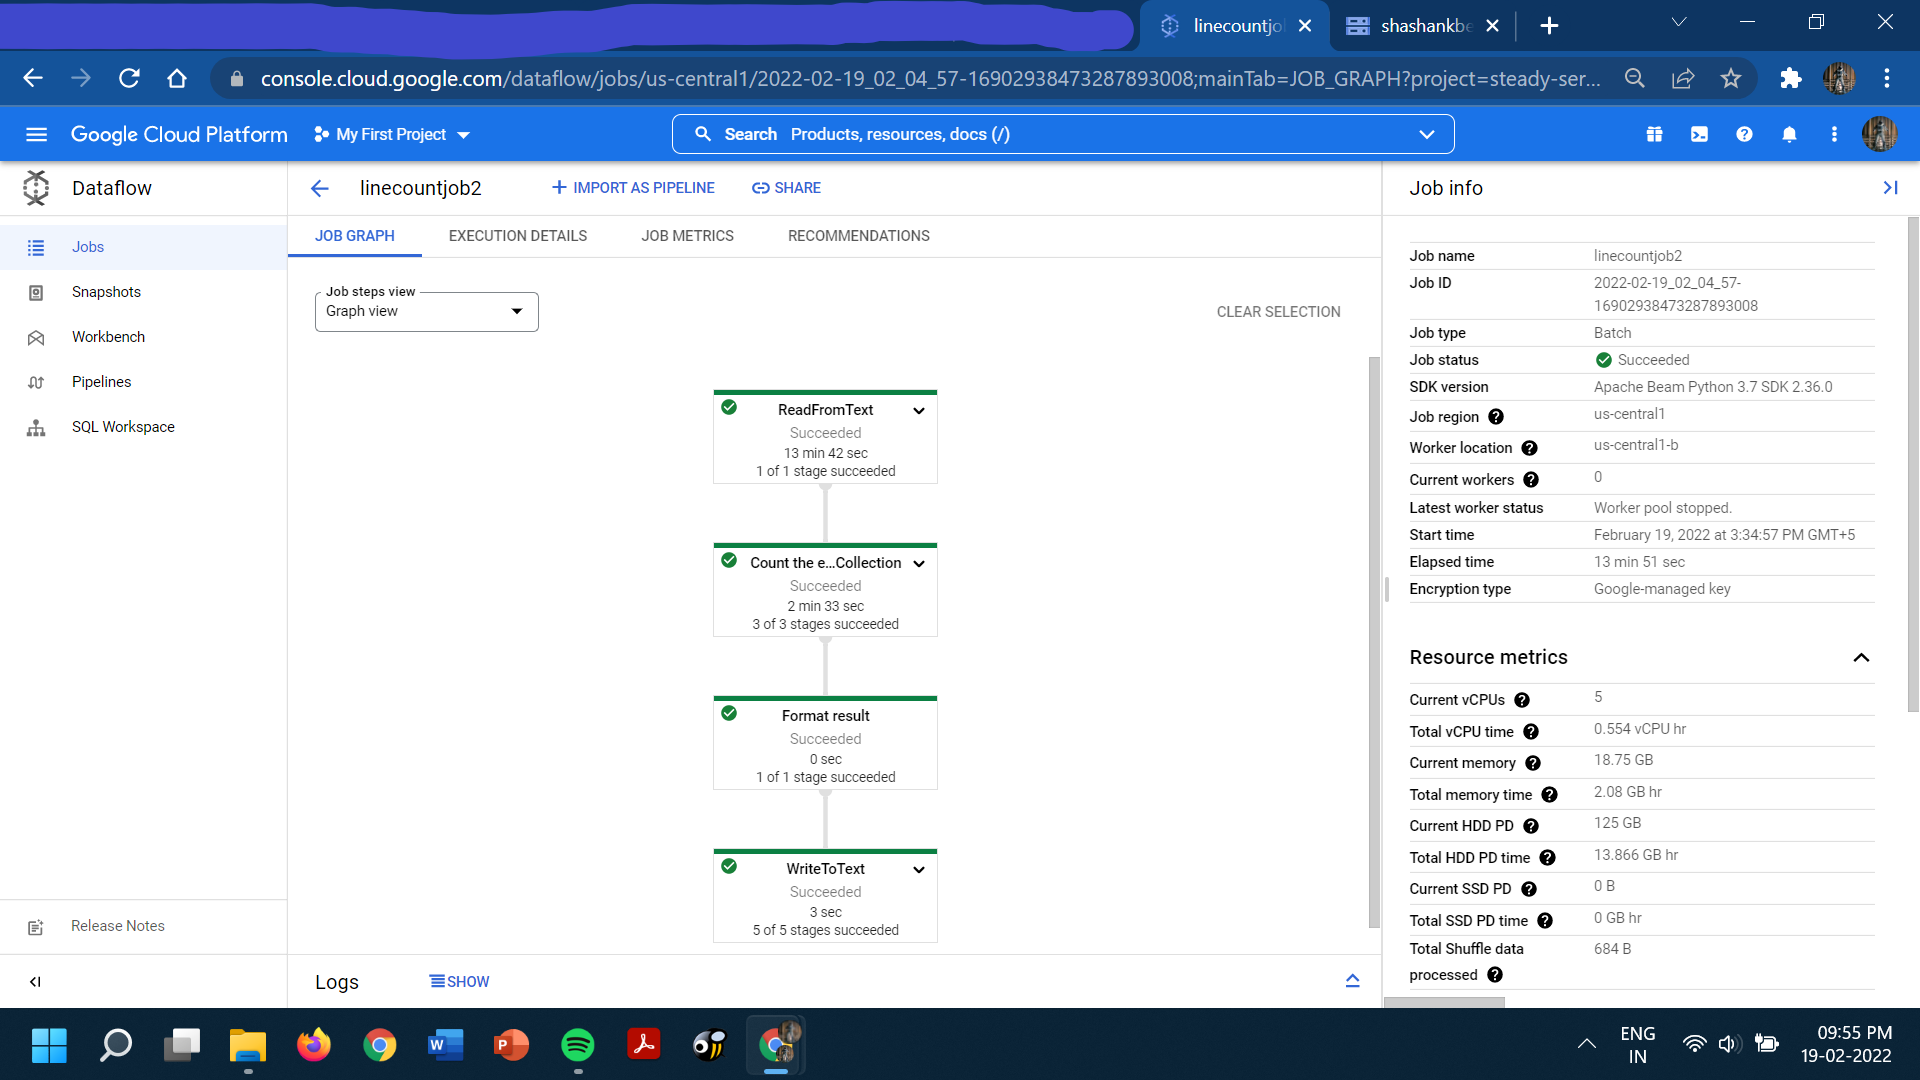 linecountjo
shashankbe
console.cloud.google.com/dataflow/jobs/us-central1/2022-02-19_02_04_57-16902938473287893008;mainTab=JOB_GRAPH?project=steady-ser...
Google Cloud Platform
My First Project
Search Products, resources, docs (/)
Dataflow
linecountjob2
IMPORT AS PIPELINE
SHARE
Job info
Jobs
Snapshots
Workbench
Pipelines
SQL Workspace
Release Notes
JOB GRAPH
EXECUTION DETAILS
JOB METRICS
RECOMMENDATIONS
Job steps view
Graph view
CLEAR SELECTION
ReadFromText
Succeeded
13 min 42 sec
1 of 1 stage succeeded
Count the e...Collection
Succeeded
2 min 33 sec
3 of 3 stages succeeded
Format result
Succeeded
0 sec
1 of 1 stage succeeded
WriteToText
Succeeded
3 sec
5 of 5 stages succeeded
Logs
SHOW
Job name linecountjob2
Job ID 2022-02-19_02_04_57-
16902938473287893008
Job type Batch
Job status Succeeded
SDK version Apache Beam Python 3.7 SDK 2.36.0
Job region us-central1
Worker location us-central1-b
Current workers 0
Latest worker status Worker pool stopped.
Start time February 19, 2022 at 3:34:57 PM GMT+5
Elapsed time 13 min 51 sec
Encryption type Google-managed key
Resource metrics
Current vCPUs 5
Total vCPU time 0.554 vCPU hr
Current memory 18.75 GB
Total memory time 2.08 GB hr
Current HDD PD 125 GB
Total HDD PD time 13.866 GB hr
Current SSD PD 0 B
Total SSD PD time 0 GB hr
Total Shuffle data 684 B
processed
ENG
IN
09:55 PM
19-02-2022